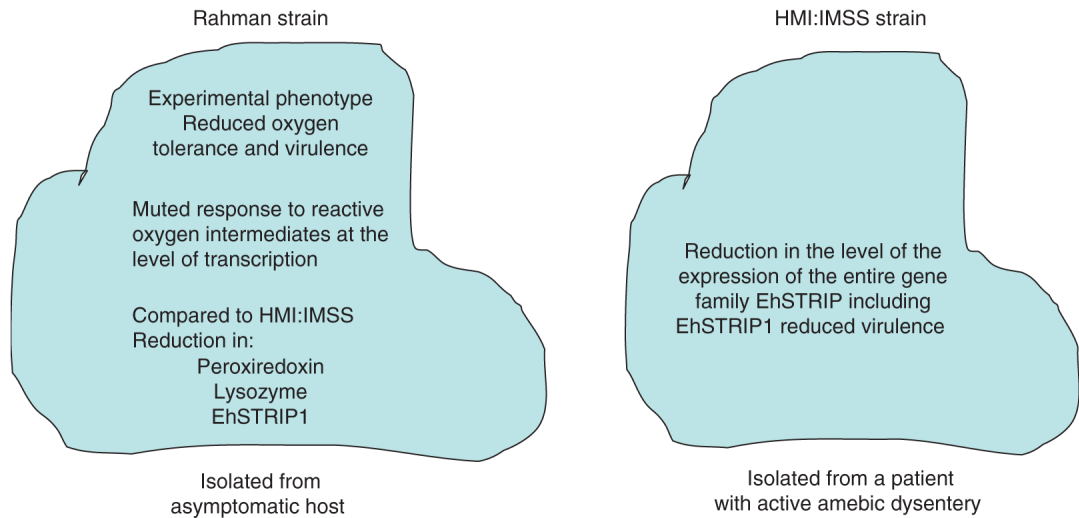 Rahman strain
Experimental phenotype
Reduced oxygen
tolerance and virulence
Muted response to reactive
oxygen intermediates at the
level of transcription
Compared to HMI:IMSS
Reduction in:
Peroxiredoxin
Lysozyme
EhSTRIP1
Isolated from
asymptomatic host
HMI:IMSS strain
Reduction in the level of the
expression of the entire gene
family EhSTRIP including
EhSTRIP1 reduced virulence
Isolated from a patient
with active amebic dysentery